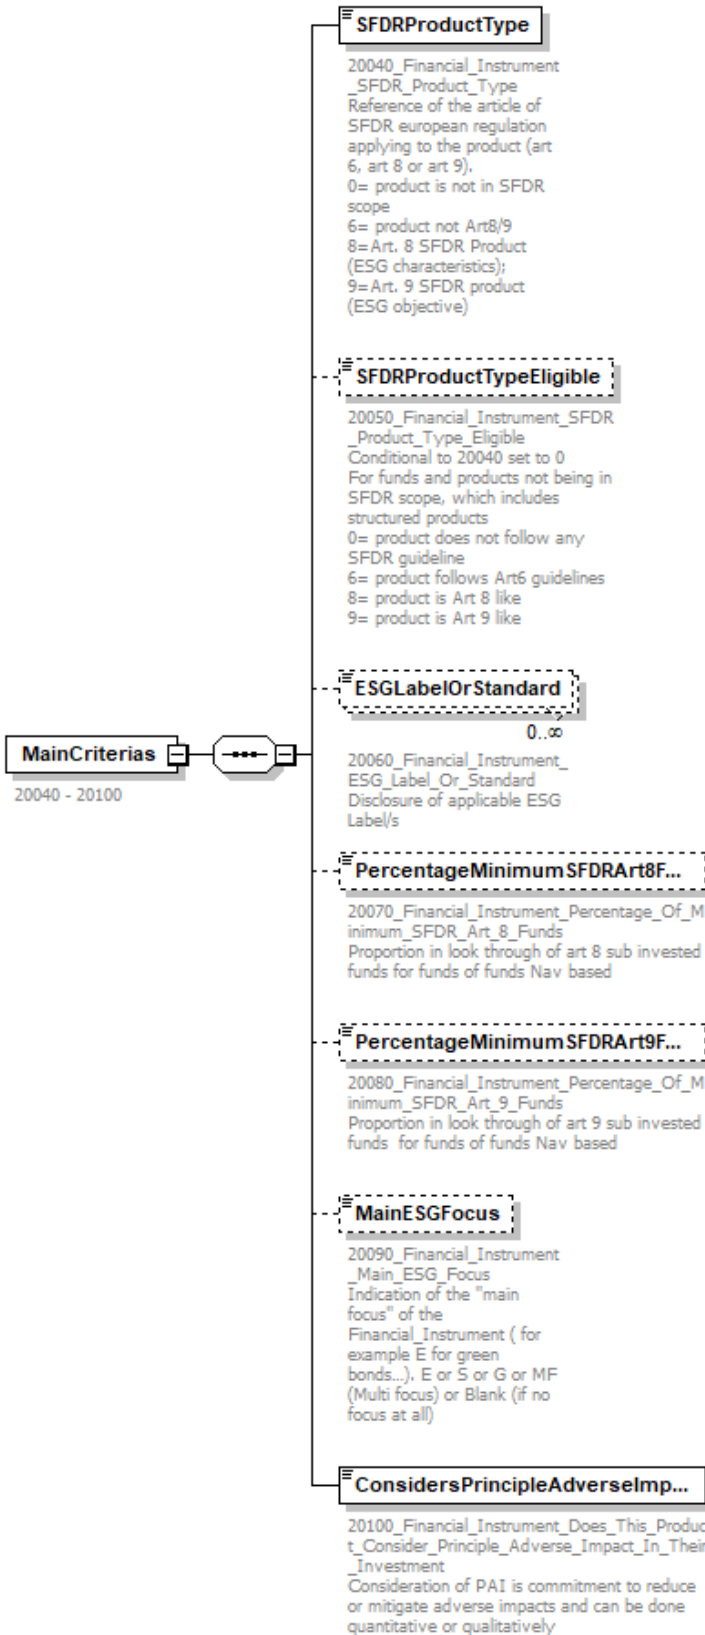 SFDRProductType
20040_Financial_Instrument
_SFDR_Product_Type
Reference of the article of
SFDR european regulation
applying to the product (art
6, art 8 or art 9).
0= product is not in SFDR
scope
6= product not Art8/9
8=Art. 8 SFDR Product
(ESG characteristics);
9=Art. 9 SFDR product
(ESG objective)
SFDRProductTypeEligible
20050_Financial_Instrument_SFDR
_Product_Type_Eligible
Conditional to 20040 set to 0
For funds and products not being in
SFDR scope, which includes
structured products
0= product does not follow any
SFDR guideline
6= product follows Art6 guidelines
8= product is Art 8 like
9= product is Art 9 like
ESGLabelOrStandard
0..∞
20060_Financial_Instrument_
ESG_Label_Or_Standard
Disclosure of applicable ESG
Label/s
MainCriterias
20040 - 20100
PercentageMinimumSFDRArt8F...
20070_Financial_Instrument_Percentage_Of_M
inimum_SFDR_Art_8_Funds
Proportion in look through of art 8 sub invested
funds for funds of funds Nav based
PercentageMinimumSFDRArt9F...
20080_Financial_Instrument_Percentage_Of_M
inimum_SFDR_Art_9_Funds
Proportion in look through of art 9 sub invested
funds  for funds of funds Nav based
MainESGFocus
20090_Financial_Instrument
_Main_ESG_Focus
Indication of the "main
focus" of the
Financial_Instrument ( for
example E for green
bonds...). E or S or G or MF
(Multi focus) or Blank (if no
focus at all)
ConsidersPrincipleAdverseImp...
20100_Financial_Instrument_Does_This_Produc
t_Consider_Principle_Adverse_Impact_In_Their
_Investment
Consideration of PAI is commitment to reduce
or mitigate adverse impacts and can be done
quantitative or qualitatively